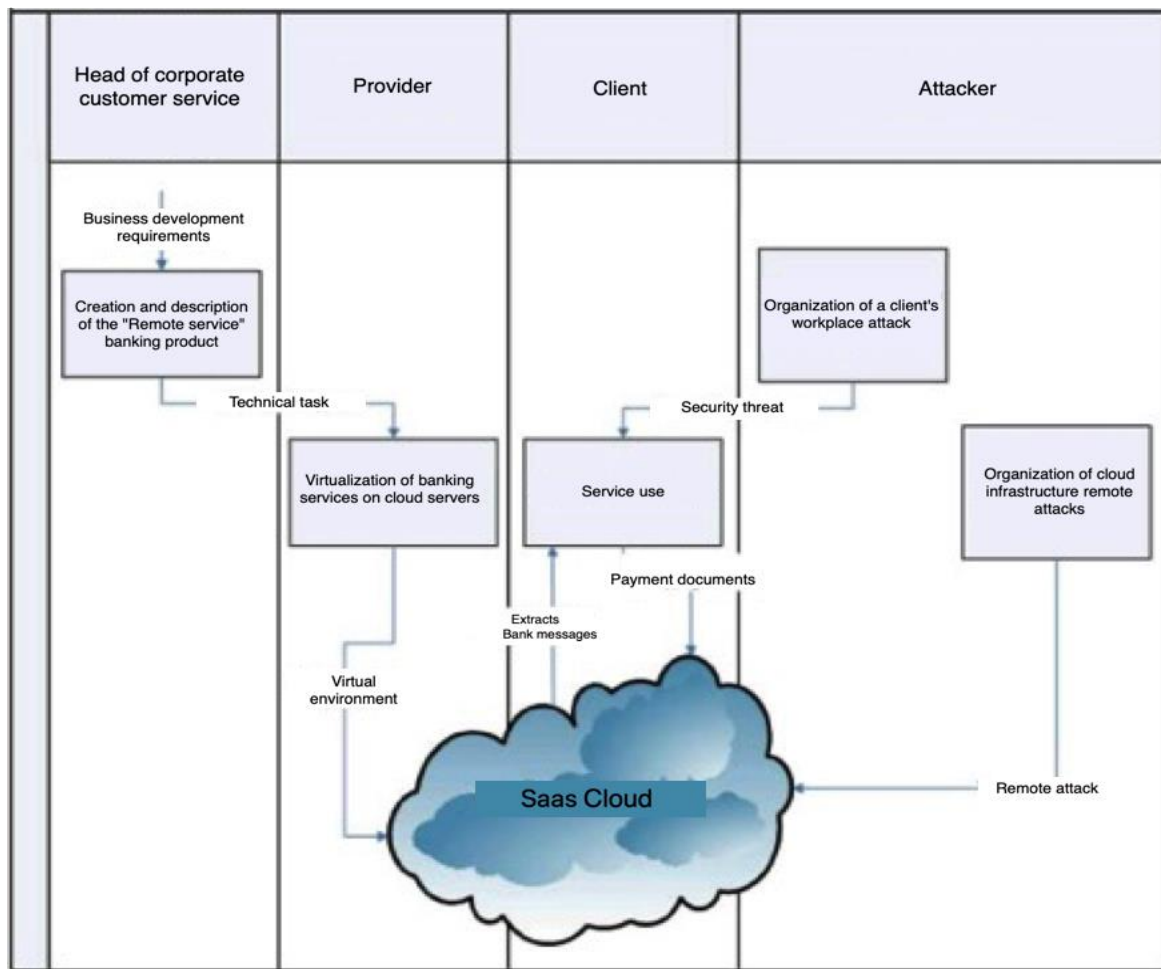 Head of corporate
customer service
Provider
Client
Attacker
Business development
requirements
Creation and description
of the "Remote service"
banking product
Organization of a client's
workplace attack
Technical task
Security threat
Virtualization of banking
services on cloud servers
Service use
Organization of cloud
infrastructure remote
attacks
Payment documents
Extracts
Bank messages
Virtual
environment
Saas Cloud
Remote attack